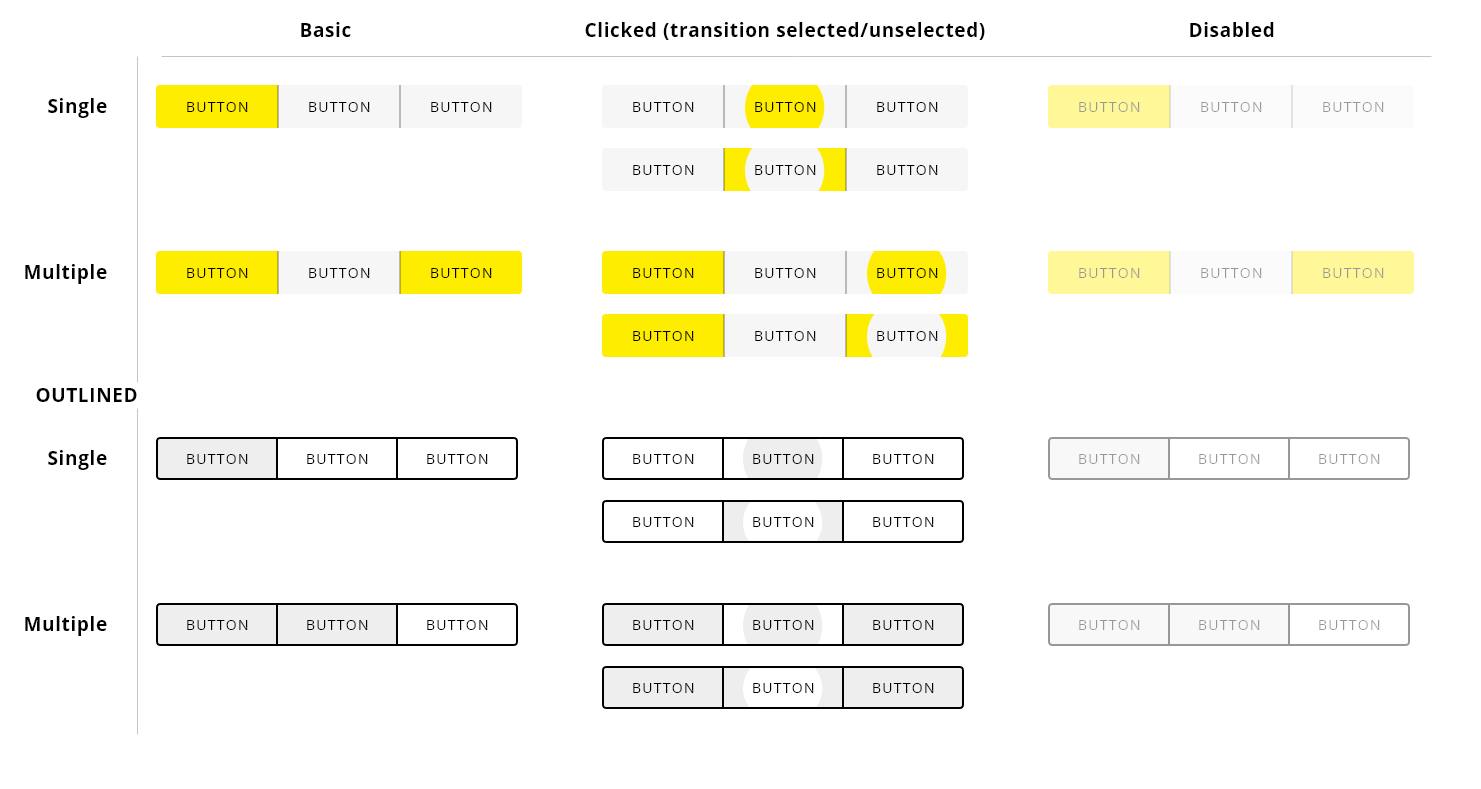 Basic Clicked (transition selected/unselected) Disabled
Single BUTTON BUTTON BUTTON BUTTON BUTTON BUTTON BUTTON BUTTON BUTTON
BUTTON BUTTON BUTTON
Multiple BUTTON BUTTON BUTTON BUTTON BUTTON BUTTON BUTTON BUTTON BUTTON
BUTTON BUTTON BUTTON
OUTLINED
Single BUTTON BUTTON BUTTON BUTTON BUTTON BUTTON BUTTON BUTTON BUTTON
BUTTON BUTTON BUTTON
Multiple BUTTON BUTTON BUTTON BUTTON BUTTON BUTTON BUTTON BUTTON BUTTON
BUTTON BUTTON BUTTON